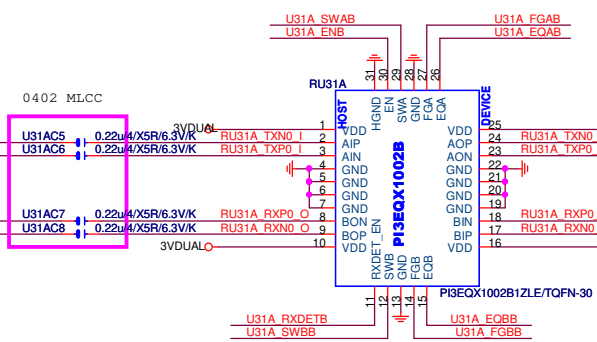 U31A_SWAB
U31A_ENB
U31A_FGAB
U31A_EQAB
RU31A
31 30 29 28 27 26
HGND EN SWA GND FGA EQA
HOST
DEVICE
0402 MLCC
3VDUAL
1 VDD
VDD 25
U31AC5 0.22u/4/X5R/6.3V/K U31A_TXN0_I 2 AIP
AOP 24 RU31A_TXN0
U31AC6 0.22u/4/X5R/6.3V/K RU31A_TXP0_I 3 AIN
AON 23 RU31A_TXP0
4 GND
GND 22
5 GND
GND 21
6 GND
GND 20
7 GND
GND 19
U31AC7 0.22u/4/X5R/6.3V/K RU31A_RXP0_O 8 BON
BIN 18 RU31A_RXP0
U31AC8 0.22u/4/X5R/6.3V/K RU31A_RXN0_O 9 BOP
BIP 17 RU31A_RXN0
3VDUAL 10 VDD
VDD 16
PI3EQX1002B
RXDET_EN SWB GND FGB EQB
11 12 13 14 15
PI3EQX1002B1ZLE/TQFN-30
U31A_RXDETB
U31A_SWBB
U31A_EQBB
U31A_FGBB